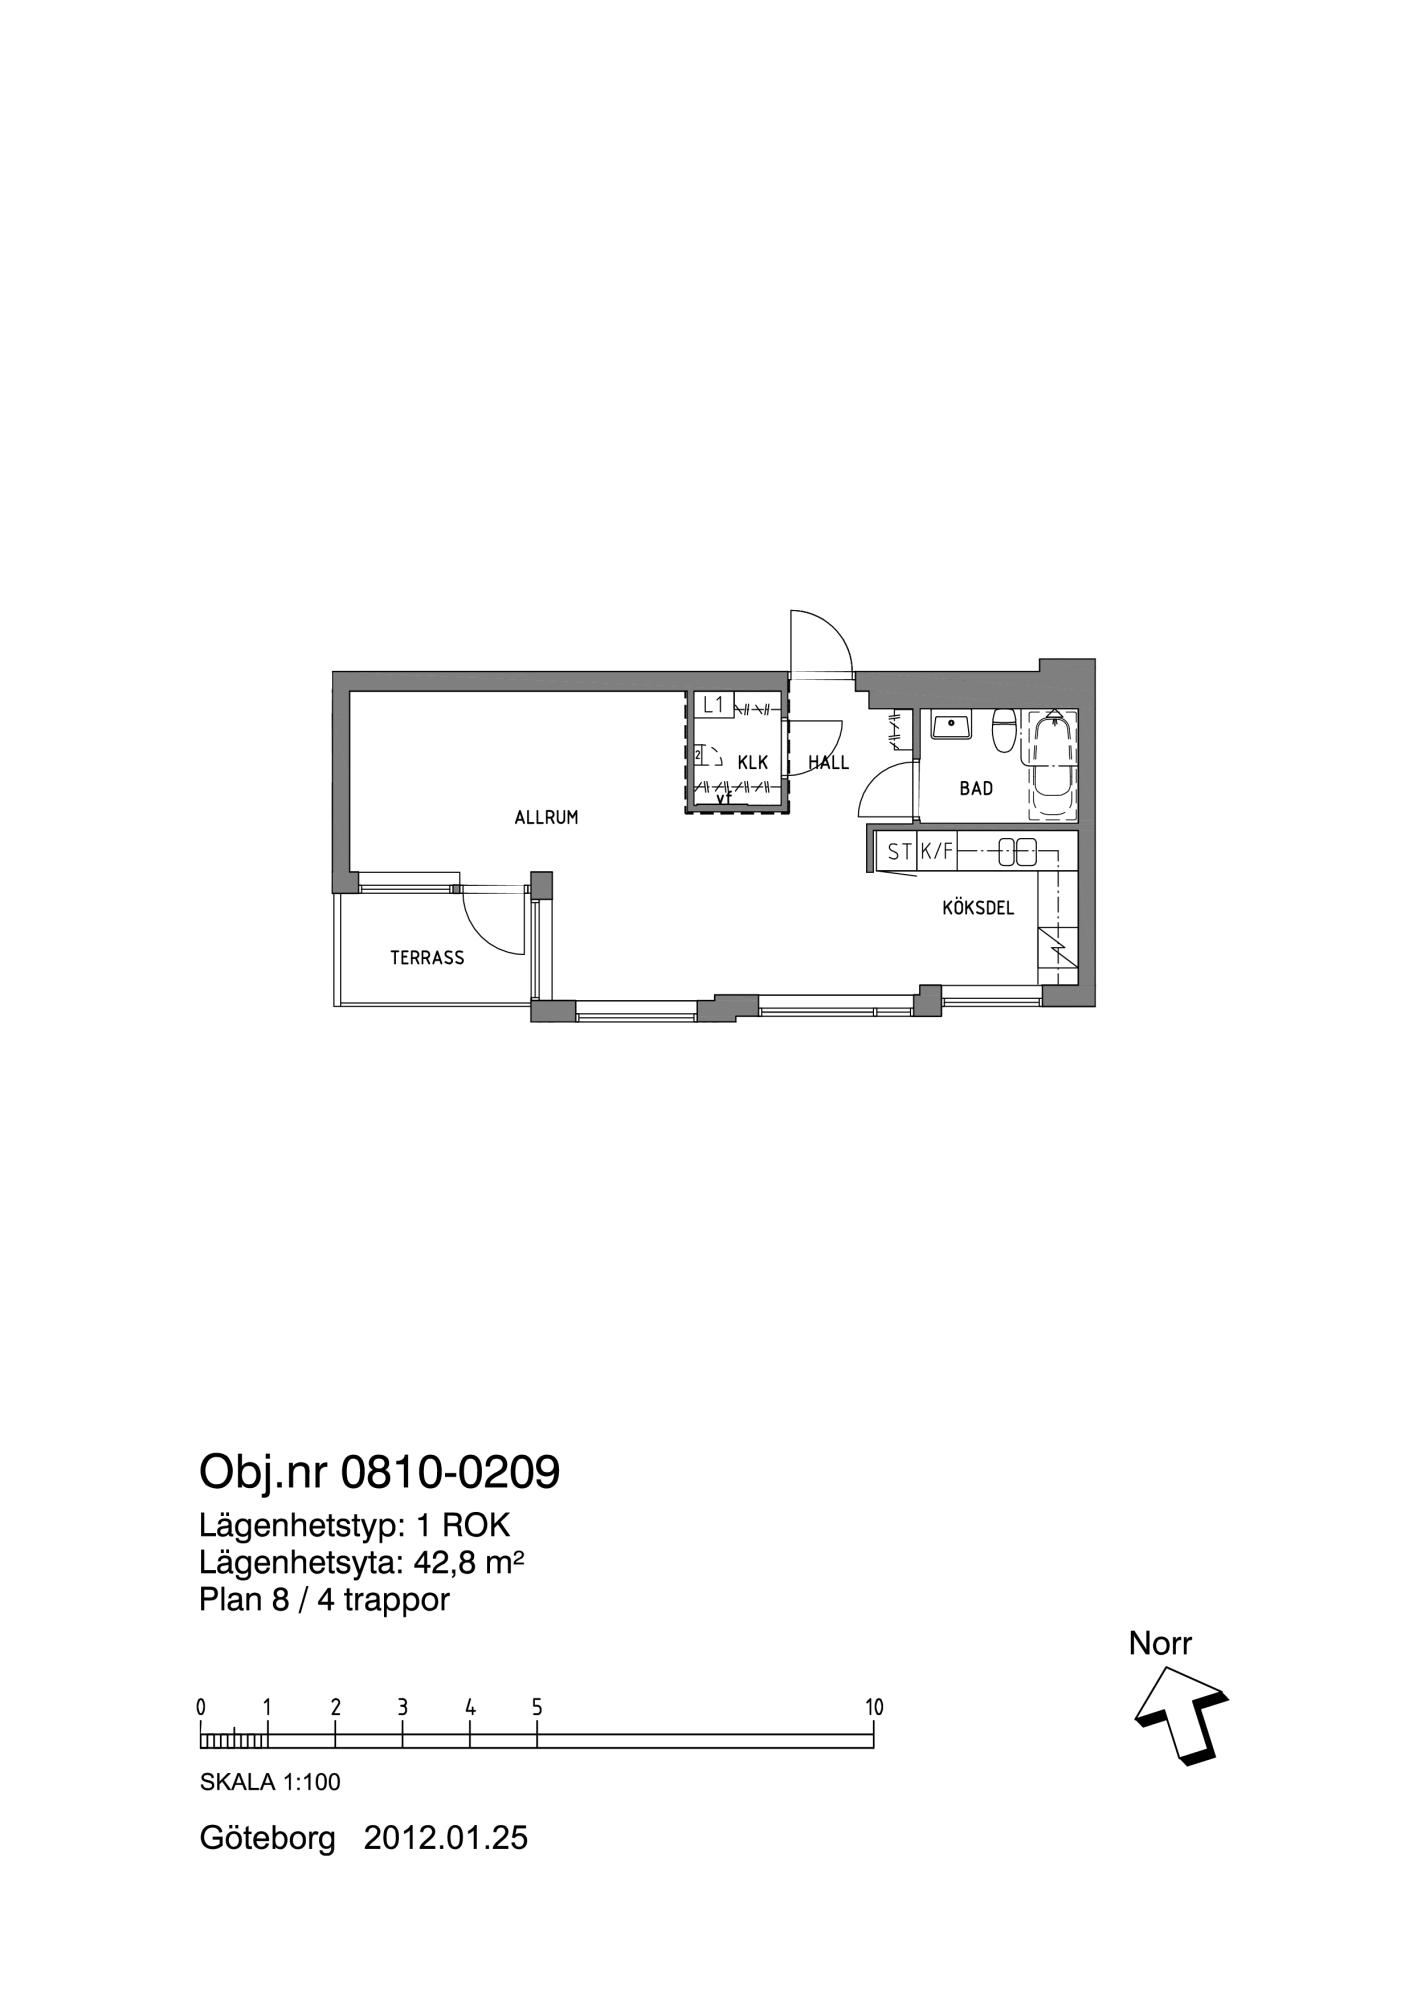 L1
2
KLK
HALL
vf
BAD
ALLRUM
ST K/F
KÖKSDEL
TERRASS
Obj.nr 0810-0209
Lägenhetstyp: 1 ROK
Lägenhetsyta: 42,8 m²
Plan 8 / 4 trappor
Norr
0 1 2 3 4 5 10
SKALA 1:100
Göteborg 2012.01.25